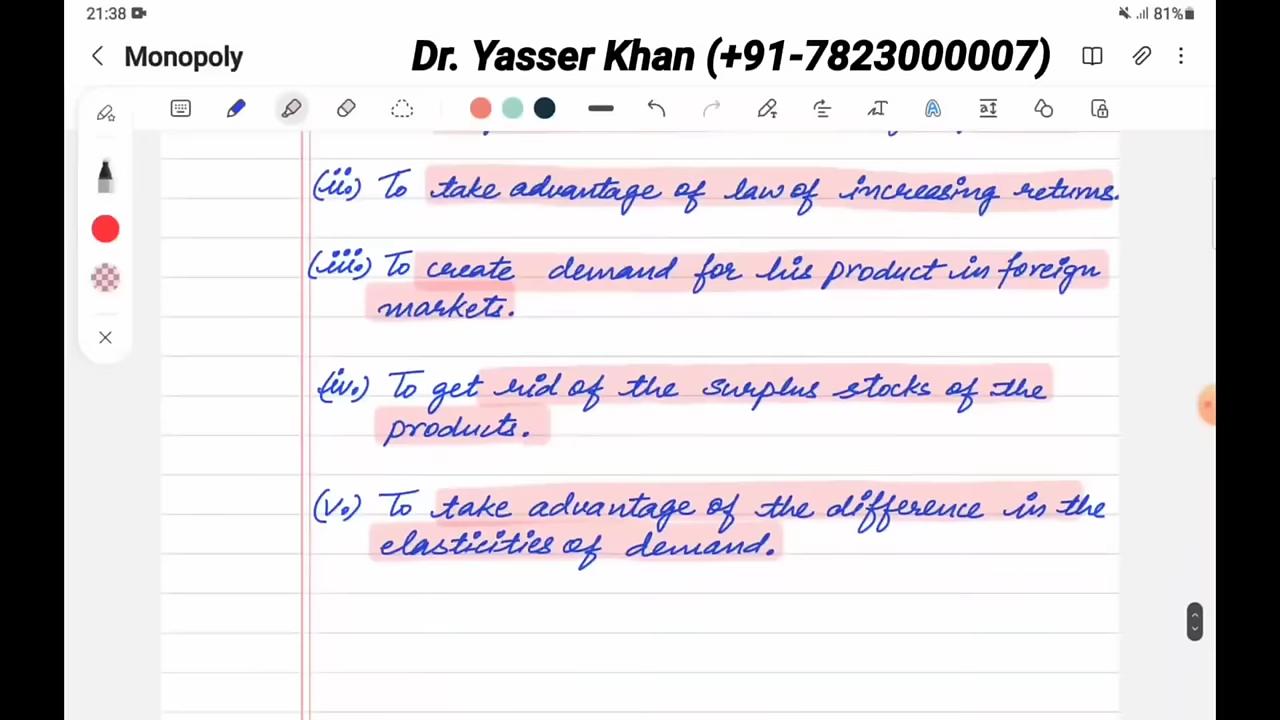 21:38
81%
Monopoly
Dr. Yasser Khan (+91-7823000007)
(ii.) To take advantage of law of increasing returns.
(iii.) To create demand for his product in foreign
markets.
(iv.) To get rid of the surplus stocks of the
products.
(v.) To take advantage of the difference in the
elasticities of demand.